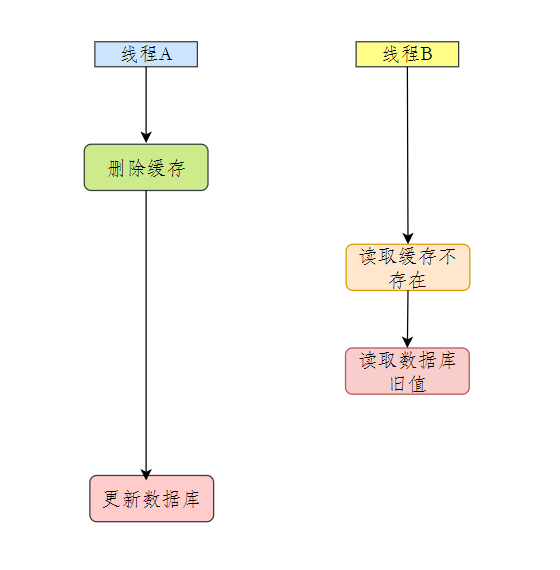 线程A
线程B
删除缓存
读取缓存不
存在
读取数据库
旧值
更新数据库